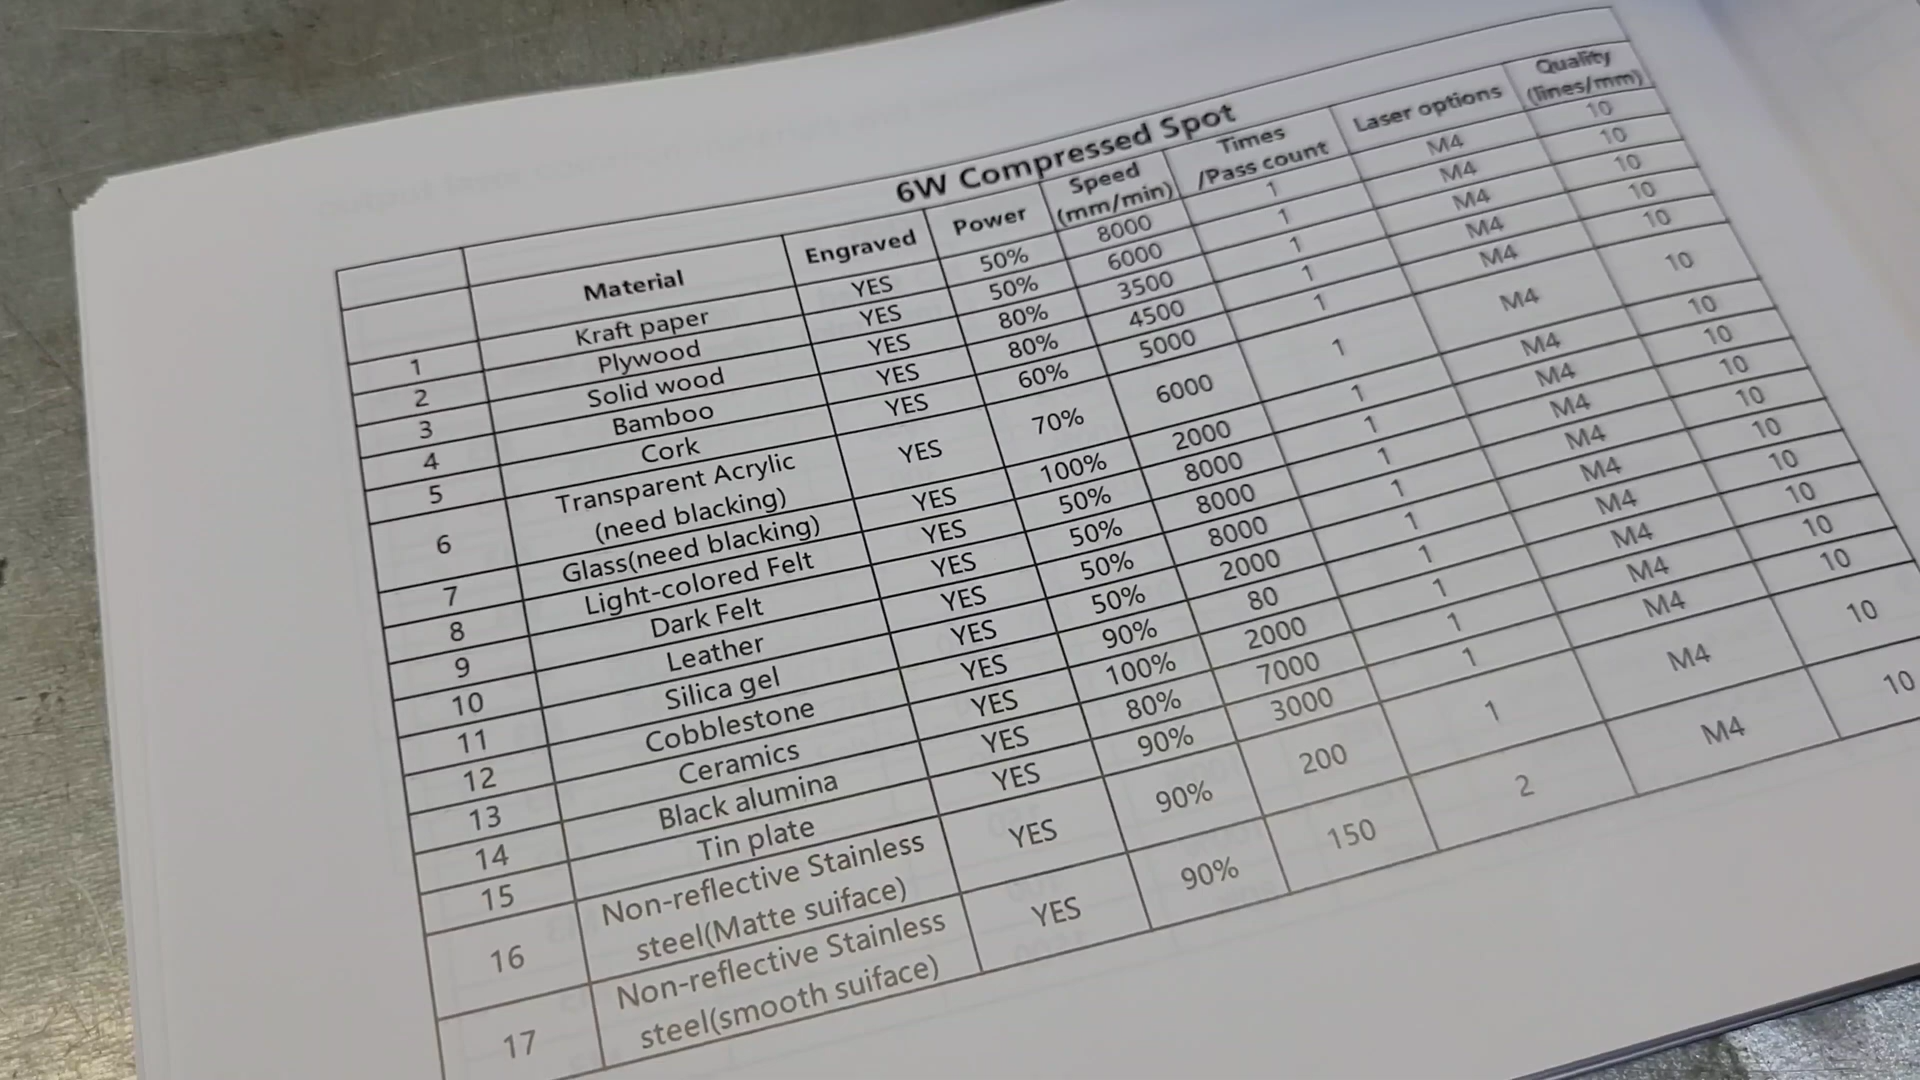 6W Compressed Spot
Material Engraved Power Speed (mm/min) Times /Pass count Laser options Quality (lines/mm)
1 Kraft paper YES 50% 8000 1 M4 10
2 Plywood YES 50% 6000 1 M4 10
3 Solid wood YES 80% 3500 1 M4 10
4 Bamboo YES 80% 4500 1 M4 10
5 Cork YES 60% 5000 1 M4 10
6 Transparent Acrylic (need blacking) YES 70% 6000 1 M4 10
7 Glass(need blacking) YES 100% 2000 1 M4 10
8 Light-colored Felt YES 50% 8000 1 M4 10
9 Dark Felt YES 50% 8000 1 M4 10
10 Leather YES 50% 8000 1 M4 10
11 Silica gel YES 50% 2000 1 M4 10
12 Cobblestone YES 90% 80 1 M4 10
13 Ceramics YES 100% 2000 1 M4 10
14 Black alumina YES 80% 7000 1 M4 10
15 Tin plate YES 90% 3000 1 M4 10
16 Non-reflective Stainless steel(Matte suiface) YES 90% 200 1 M4 10
17 Non-reflective Stainless steel(smooth suiface) YES 90% 150 2 M4 10